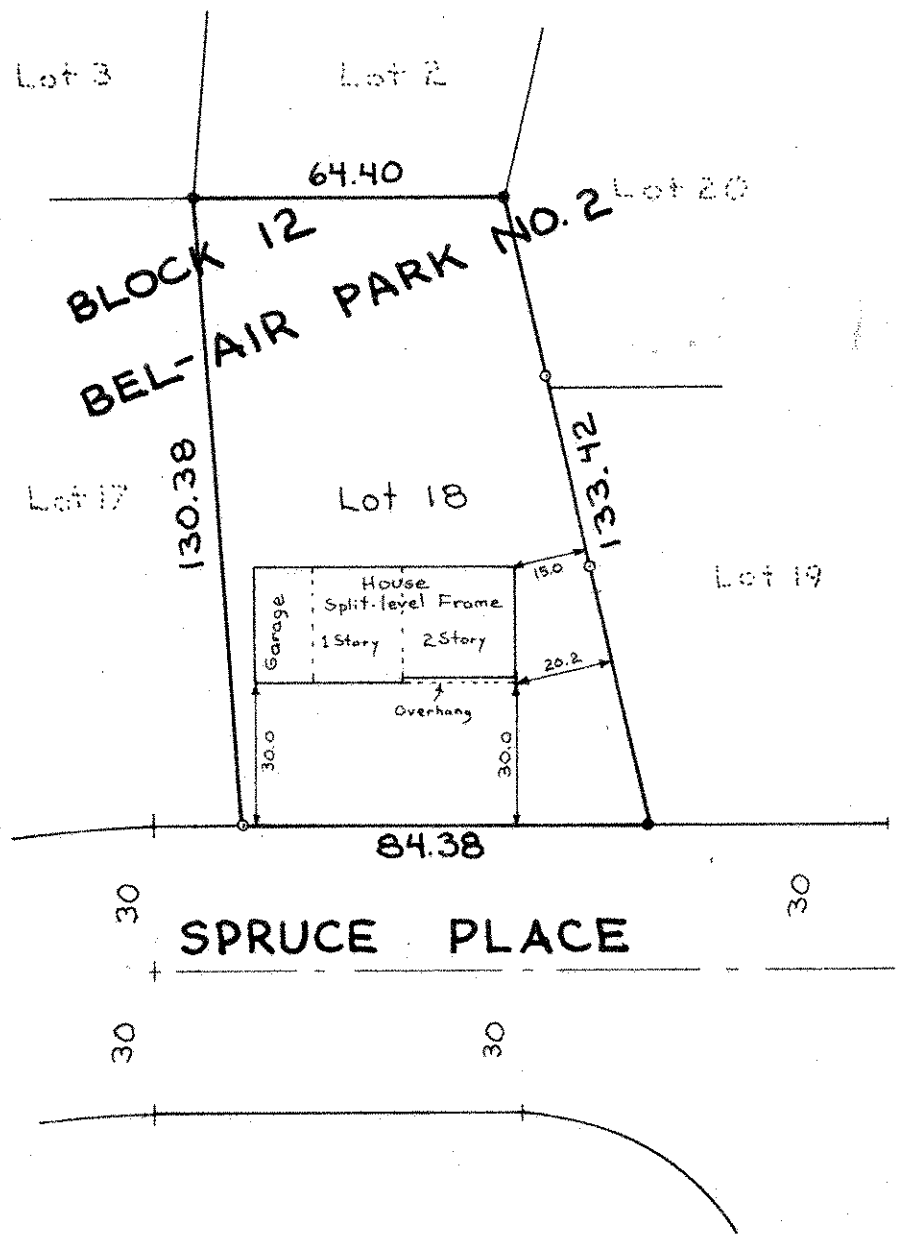 Lot 3
Lot 2
64.40
Lot 20
BLOCK 12
BEL-AIR PARK NO. 2
130.38
133.42
Lot 17
Lot 18
Lot 19
House
Split-level Frame
Garage
1 Story
2 Story
15.0
20.2
Overhang
30.0
30.0
84.38
30
30
SPRUCE PLACE
30
30